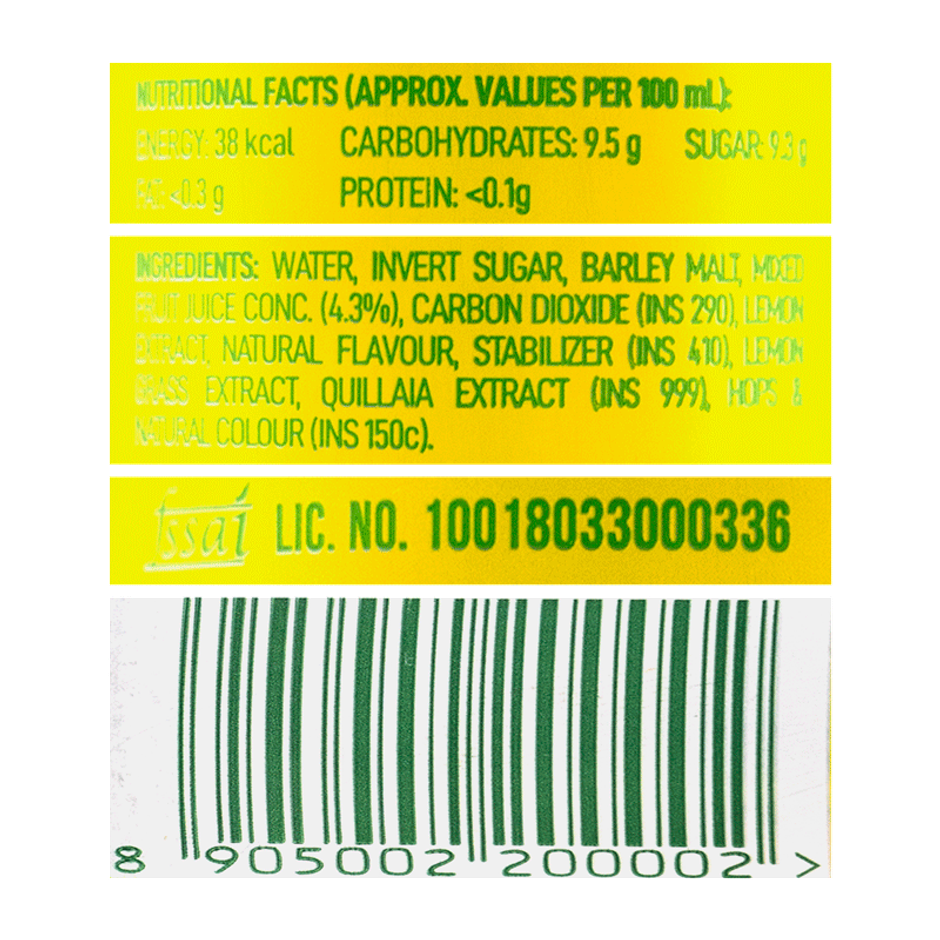 NUTRITIONAL FACTS (APPROX. VALUES PER 100 mL):
ENERGY: 38 kcal CARBOHYDRATES: 9.5 g SUGAR: 9.3 g
FAT: <0.3 g PROTEIN: <0.1g
INGREDIENTS: WATER, INVERT SUGAR, BARLEY MALT, MIXED
FRUIT JUICE CONC. (4.3%), CARBON DIOXIDE (INS 290), LEMON
EXTRACT, NATURAL FLAVOUR, STABILIZER (INS 410), LEMON
GRASS EXTRACT, QUILLAIA EXTRACT (INS 999), HOPS &
NATURAL COLOUR (INS 150c).
fssai LIC. NO. 10018033000336
8 905002 200002 >